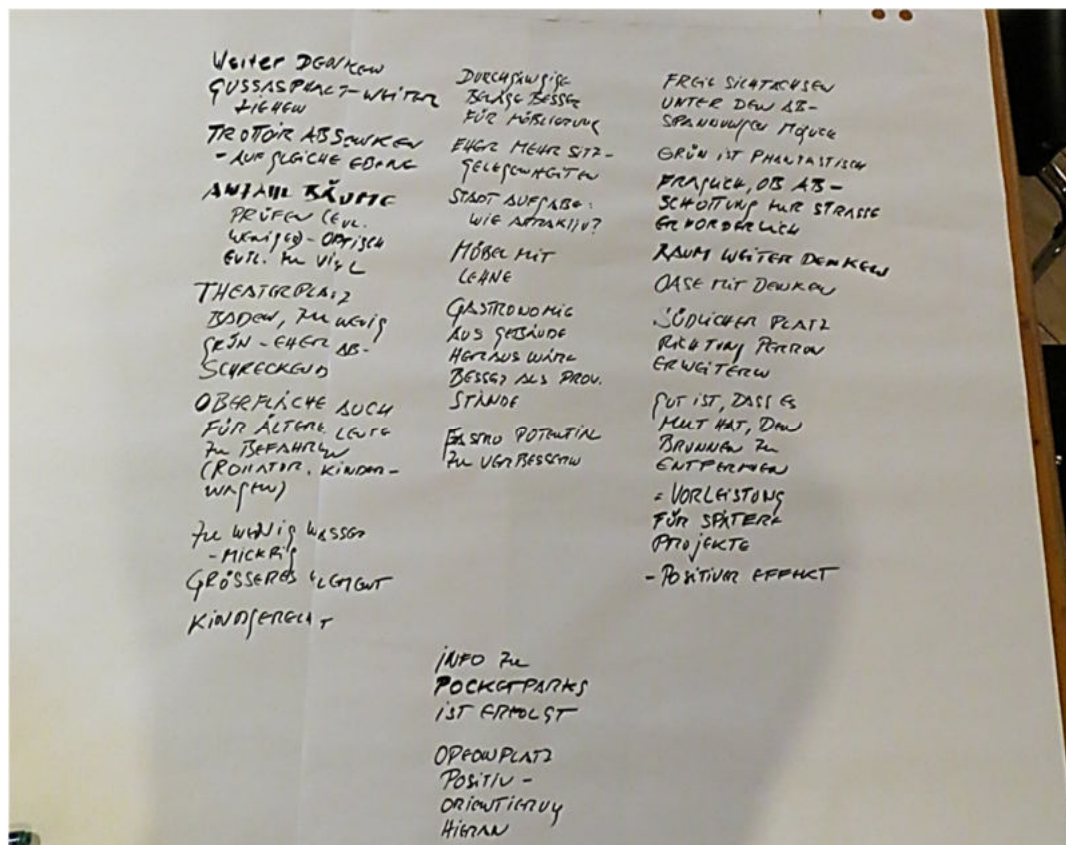 Weiter DENKEN
GUSSASPHALT-WEITER
ZIEHEN
TROTTOIR ABSENKEN
- AUF GLEICHE EBENE
ANZAHL BÄUME
PRÜFEN (EVL.
WENIGER) - OPTISCH
EVTL. ZU VIEL
THEATERPLATZ
BADEN, ZU WENIG
GRÜN - EHER AB-
SCHRECKEND
OBERFLÄCHE AUCH
FÜR ÄLTERE LEUTE
ZU BEFAHREN
(ROLLATOR, KINDER-
WAGEN)
ZU WENIG WASSER
- MICKRIG
GRÖSSERES ELEMENT
KINDGERECHT
DURCHGÄNGIGE
BELÄGE BESSER
FÜR MÖBLIERUNG
EHER MEHR SITZ-
GELEGENHEITEN
STADT AUFGABE:
WIE ATTRAKTIV?
MÖBEL MIT
LEHNE
GASTRONOMIE
AUS GEBÄUDE
HERAUS WÄRE
BESSER ALS PROV.
STÄNDE
GASTRO POTENTIAL
ZU VERBESSERN
FREIE SICHTACHSEN
UNTER DEN AB-
SPANNUNGEN MÖGLICH
GRÜN IST PHANTASTISCH
FRAGLICH, OB AB-
SCHOTTUNG ZUR STRASSE
ERFORDERLICH
RAUM WEITER DENKEN
OASE MIT DENKEN
SÜDLICHER PLATZ
RICHTUNG PERRON
ERWEITERN
GUT IST, DASS ES
MUT HAT, DEN
BRUNNEN ZU
ENTFERNEN
= VORLEISTUNG
FÜR SPÄTERE
PROJEKTE
- POSITIVER EFFEKT
INFO ZU
POCKETPARKS
IST ERFOLGT
OPERNPLATZ
POSITIV -
ORIENTIERUNG
HIERAN